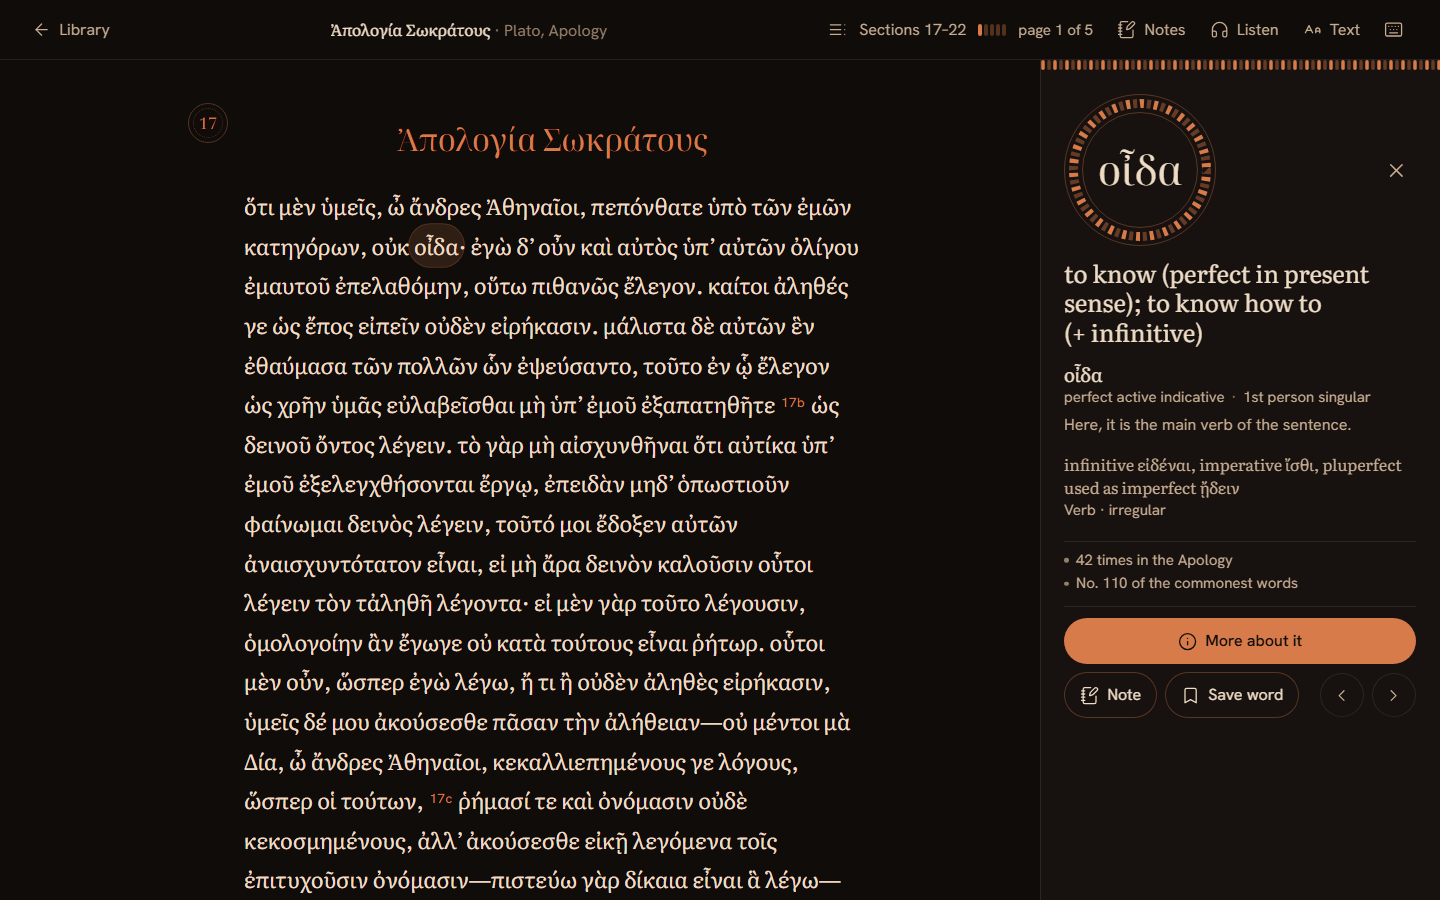 Library
Ἀπολογία Σωκράτους · Plato, Apology
Sections 17–22
page 1 of 5
Notes
Listen
Text
17
Ἀπολογία Σωκράτους
ὅτι μὲν ὑμεῖς, ὦ ἄνδρες Ἀθηναῖοι, πεπόνθατε ὑπὸ τῶν ἐμῶν
κατηγόρων, οὐκ οἶδα· ἐγὼ δ’ οὖν καὶ αὐτὸς ὑπ’ αὐτῶν ὀλίγου
ἐμαυτοῦ ἐπελαθόμην, οὕτω πιθανῶς ἔλεγον. καίτοι ἀληθές
γε ὡς ἔπος εἰπεῖν οὐδὲν εἰρήκασιν. μάλιστα δὲ αὐτῶν ἓν
ἐθαύμασα τῶν πολλῶν ὧν ἐψεύσαντο, τοῦτο ἐν ᾧ ἔλεγον
ὡς χρῆν ὑμᾶς εὐλαβεῖσθαι μὴ ὑπ’ ἐμοῦ ἐξαπατηθῆτε 17b ὡς
δεινοῦ ὄντος λέγειν. τὸ γὰρ μὴ αἰσχυνθῆναι ὅτι αὐτίκα ὑπ’
ἐμοῦ ἐξελεγχθήσονται ἔργῳ, ἐπειδὰν μηδ’ ὁπωστιοῦν
φαίνωμαι δεινὸς λέγειν, τοῦτό μοι ἔδοξεν αὐτῶν
ἀναισχυντότατον εἶναι, εἰ μὴ ἄρα δεινὸν καλοῦσιν οὗτοι
λέγειν τὸν τἀληθῆ λέγοντα· εἰ μὲν γὰρ τοῦτο λέγουσιν,
ὁμολογοίην ἂν ἔγωγε οὐ κατὰ τούτους εἶναι ῥήτωρ. οὗτοι
μὲν οὖν, ὥσπερ ἐγὼ λέγω, ἤ τι ἢ οὐδὲν ἀληθὲς εἰρήκασιν,
ὑμεῖς δέ μου ἀκούσεσθε πᾶσαν τὴν ἀλήθειαν—οὐ μέντοι μὰ
Δία, ὦ ἄνδρες Ἀθηναῖοι, κεκαλλιεπημένους γε λόγους,
ὥσπερ οἱ τούτων, 17c ῥήμασί τε καὶ ὀνόμασιν οὐδὲ
κεκοσμημένους, ἀλλ’ ἀκούσεσθε εἰκῇ λεγόμενα τοῖς
ἐπιτυχοῦσιν ὀνόμασιν—πιστεύω γὰρ δίκαια εἶναι ἃ λέγω—
οἶδα
to know (perfect in present
sense); to know how to
(+ infinitive)
οἶδα
perfect active indicative · 1st person singular
Here, it is the main verb of the sentence.
infinitive εἰδέναι, imperative ἴσθι, pluperfect
used as imperfect ᾔδειν
Verb · irregular
• 42 times in the Apology
• No. 110 of the commonest words
More about it
Note
Save word